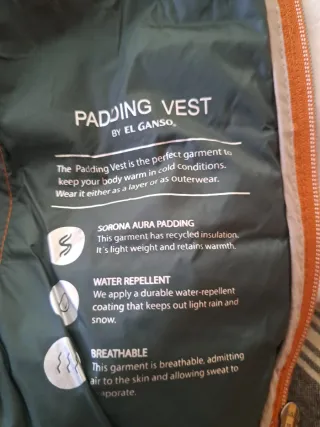 PADDING VEST
BY EL GANSO.
The Padding Vest is the perfect garment to
keep your body warm in cold conditions.
Wear it either as a layer or as outerwear.
SORONA AURA PADDING
This garment has recycled insulation.
It´s light weight and retains warmth.
WATER REPELLENT
We apply a durable water-repellent
coating that keeps out light rain and
snow.
BREATHABLE
This garment is breathable, admitting
air to the skin and allowing sweat to
evaporate.